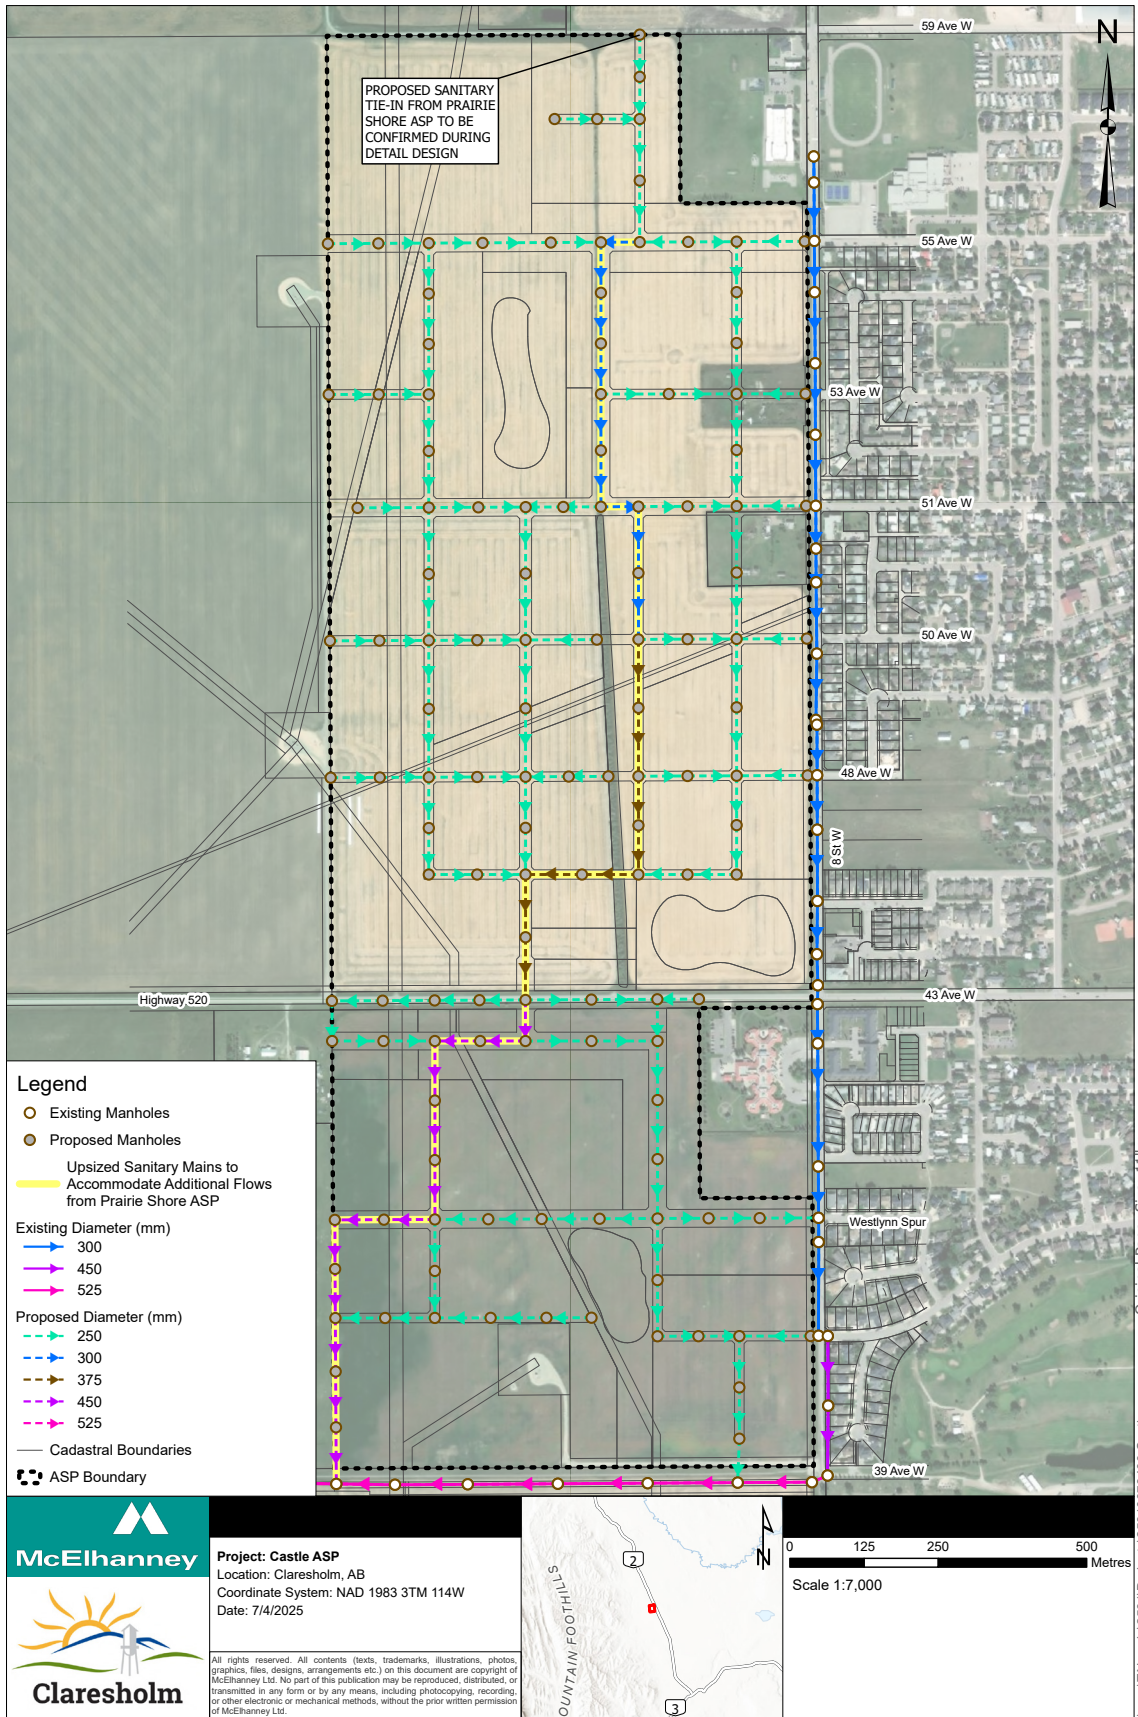 59 Ave W
N
PROPOSED SANITARY
TIE-IN FROM PRAIRIE
SHORE ASP TO BE
CONFIRMED DURING
DETAIL DESIGN
55 Ave W
53 Ave W
51 Ave W
50 Ave W
48 Ave W
8 St W
Highway 520
43 Ave W
Westlynn Spur
39 Ave W
Legend
Existing Manholes
Proposed Manholes
Upsized Sanitary Mains to
Accommodate Additional Flows
from Prairie Shore ASP
Existing Diameter (mm)
300
450
525
Proposed Diameter (mm)
250
300
375
450
525
Cadastral Boundaries
ASP Boundary
McElhanney
Claresholm
Project: Castle ASP
Location: Claresholm, AB
Coordinate System: NAD 1983 3TM 114W
Date: 7/4/2025
All rights reserved. All contents (texts, trademarks, illustrations, photos,
graphics, files, designs, arrangements etc.) on this document are copyright of
McElhanney Ltd. No part of this publication may be reproduced, distributed, or
transmitted in any form or by any means, including photocopying, recording,
or other electronic or mechanical methods, without the prior written permission
of McElhanney Ltd.
2
N
OUNTAIN FOOTHILLS
3
0 125 250 500
Metres
Scale 1:7,000